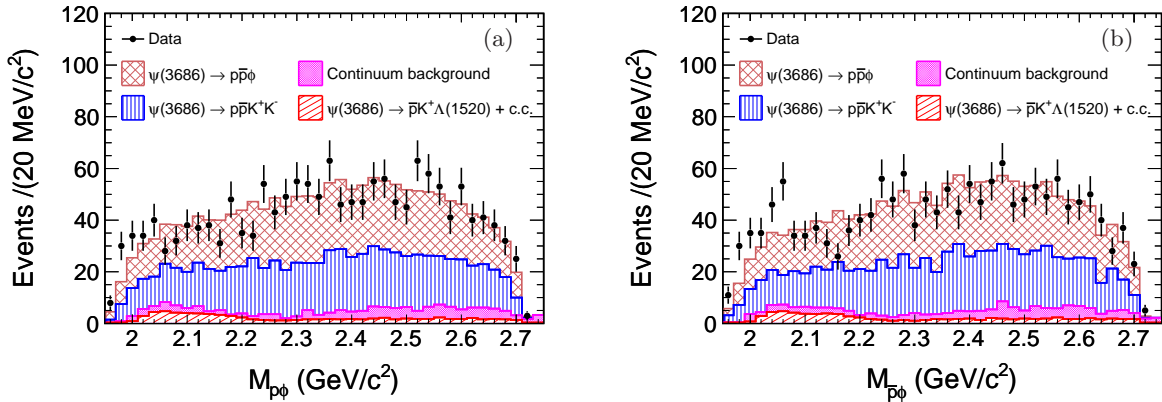 Events /(20 MeV/c²)
120
100
80
60
40
20
0
(a)
Data
ψ(3686) → pp̅ϕ
Continuum background
ψ(3686) → pp̅K⁺K⁻
ψ(3686) → p̅K⁺Λ(1520) + c.c.
2 2.1 2.2 2.3 2.4 2.5 2.6 2.7
M_pϕ (GeV/c²)
Events /(20 MeV/c²)
120
100
80
60
40
20
0
(b)
Data
ψ(3686) → pp̅ϕ
Continuum background
ψ(3686) → pp̅K⁺K⁻
ψ(3686) → p̅K⁺Λ(1520) + c.c.
2 2.1 2.2 2.3 2.4 2.5 2.6 2.7
M_p̅ϕ (GeV/c²)